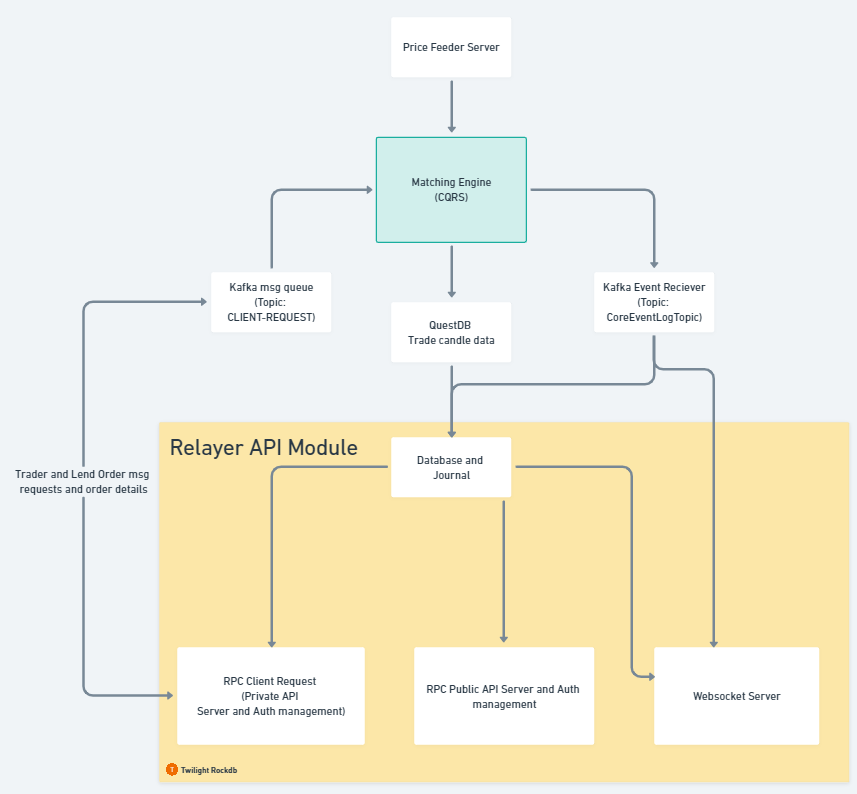 Price Feeder Server
Matching Engine
(CQRS)
Kafka msg queue
(Topic:
CLIENT-REQUEST)
Kafka Event Reciever
(Topic:
CoreEventLogTopic)
QuestDB
Trade candle data
Relayer API Module
Database and
Journal
Trader and Lend Order msg
requests and order details
RPC Client Request
(Private API
Server and Auth management)
RPC Public API Server and Auth
management
Websocket Server
T
Twilight Rockdb